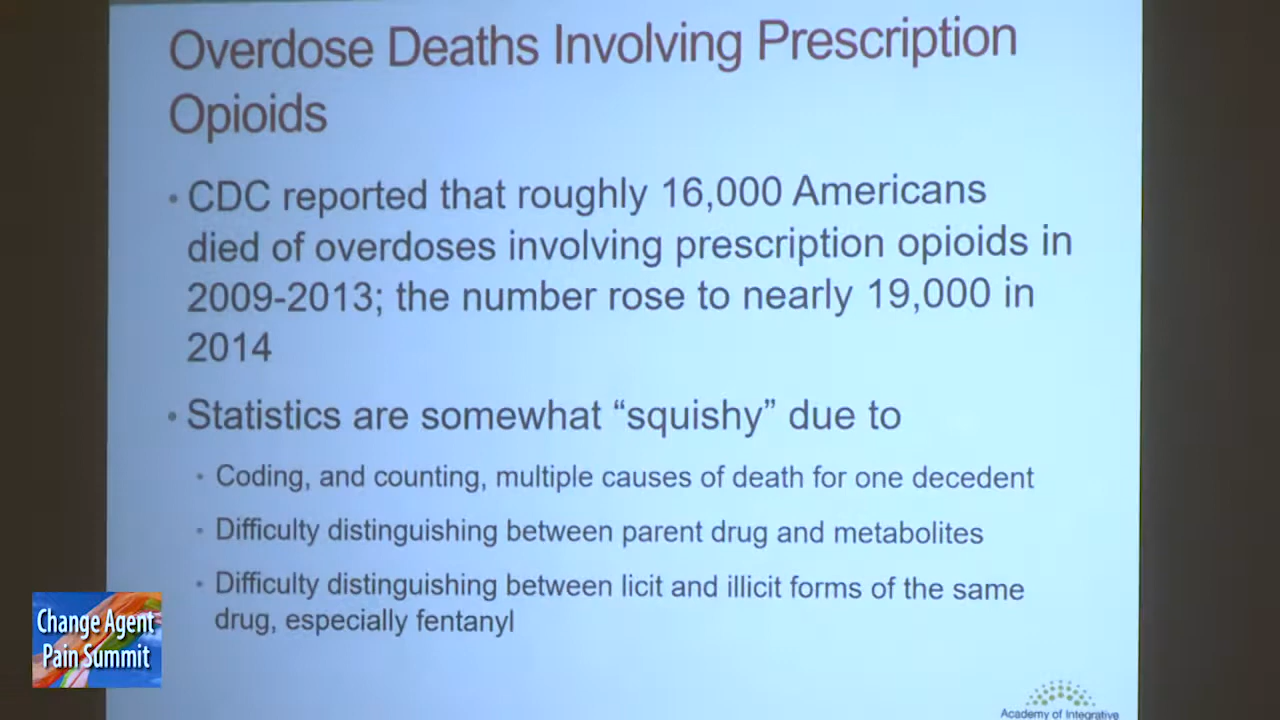 Overdose Deaths Involving Prescription
Opioids
• CDC reported that roughly 16,000 Americans
died of overdoses involving prescription opioids in
2009-2013; the number rose to nearly 19,000 in
2014
• Statistics are somewhat “squishy” due to
• Coding, and counting, multiple causes of death for one decedent
• Difficulty distinguishing between parent drug and metabolites
• Difficulty distinguishing between licit and illicit forms of the same
drug, especially fentanyl
Change Agent
Pain Summit
Academy of Integrative